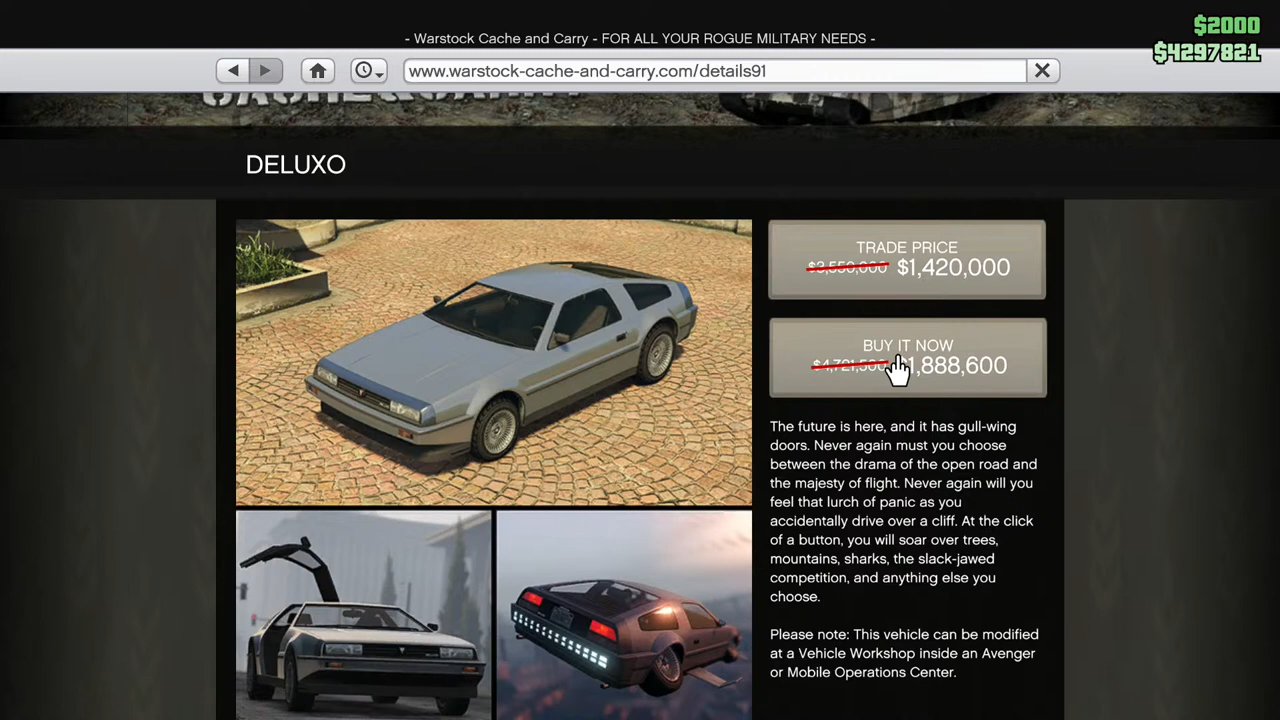 $2000
- Warstock Cache and Carry - FOR ALL YOUR ROGUE MILITARY NEEDS -
$4297821
www.warstock-cache-and-carry.com/details91
DELUXO
TRADE PRICE
$3,550,000 $1,420,000
BUY IT NOW
1,888,600
The future is here, and it has gull-wing
doors. Never again must you choose
between the drama of the open road and
the majesty of flight. Never again will you
feel that lurch of panic as you
accidentally drive over a cliff. At the click
of a button, you will soar over trees,
mountains, sharks, the slack-jawed
competition, and anything else you
choose.
Please note: This vehicle can be modified
at a Vehicle Workshop inside an Avenger
or Mobile Operations Center.